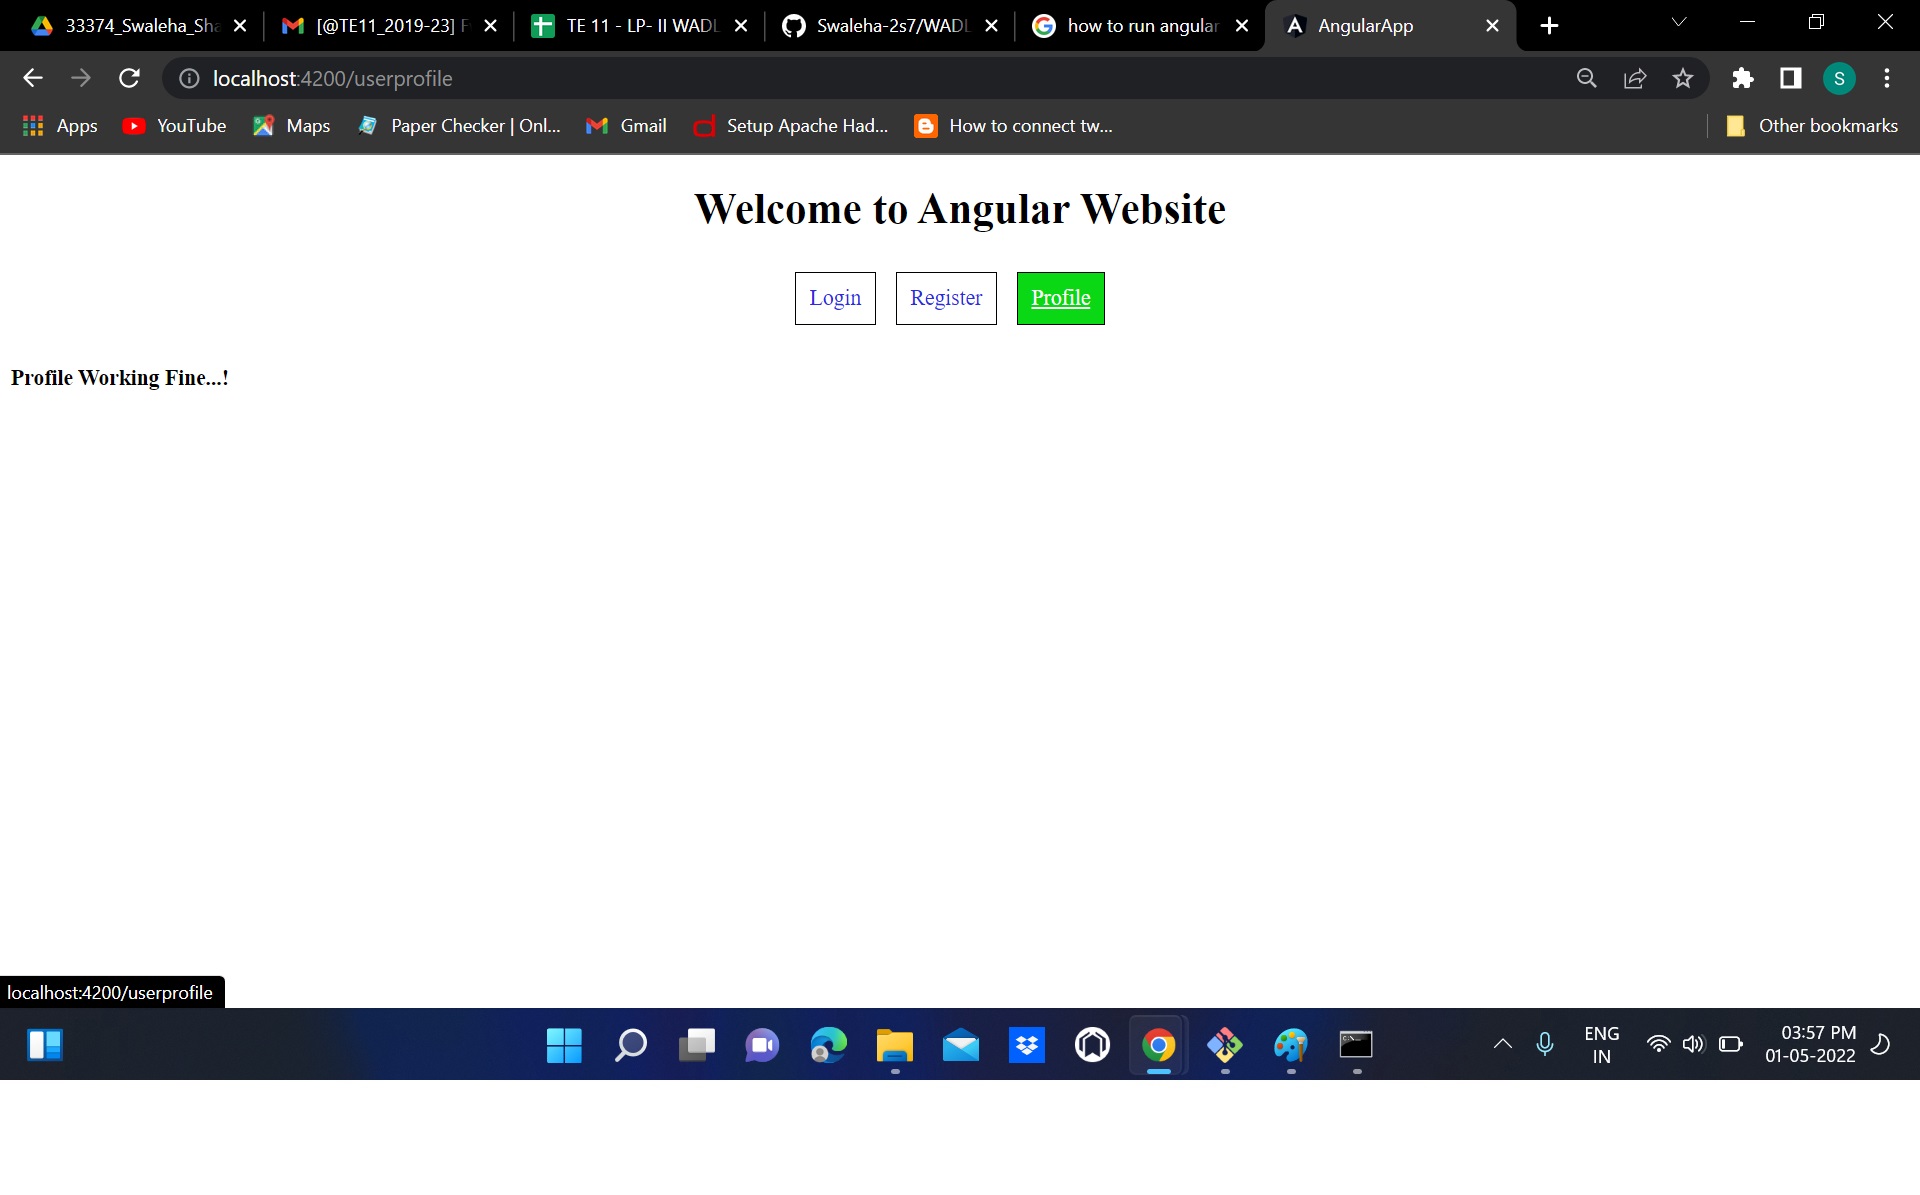 33374_Swaleha_Sha
[@TE11_2019-23] F
TE 11 - LP- II WADL
Swaleha-2s7/WADL
how to run angular
AngularApp
localhost:4200/userprofile
S
Apps
YouTube
Maps
Paper Checker | Onl...
Gmail
Setup Apache Had...
How to connect tw...
Other bookmarks
Welcome to Angular Website
Login
Register
Profile
Profile Working Fine...!
localhost:4200/userprofile
ENG
IN
03:57 PM
01-05-2022